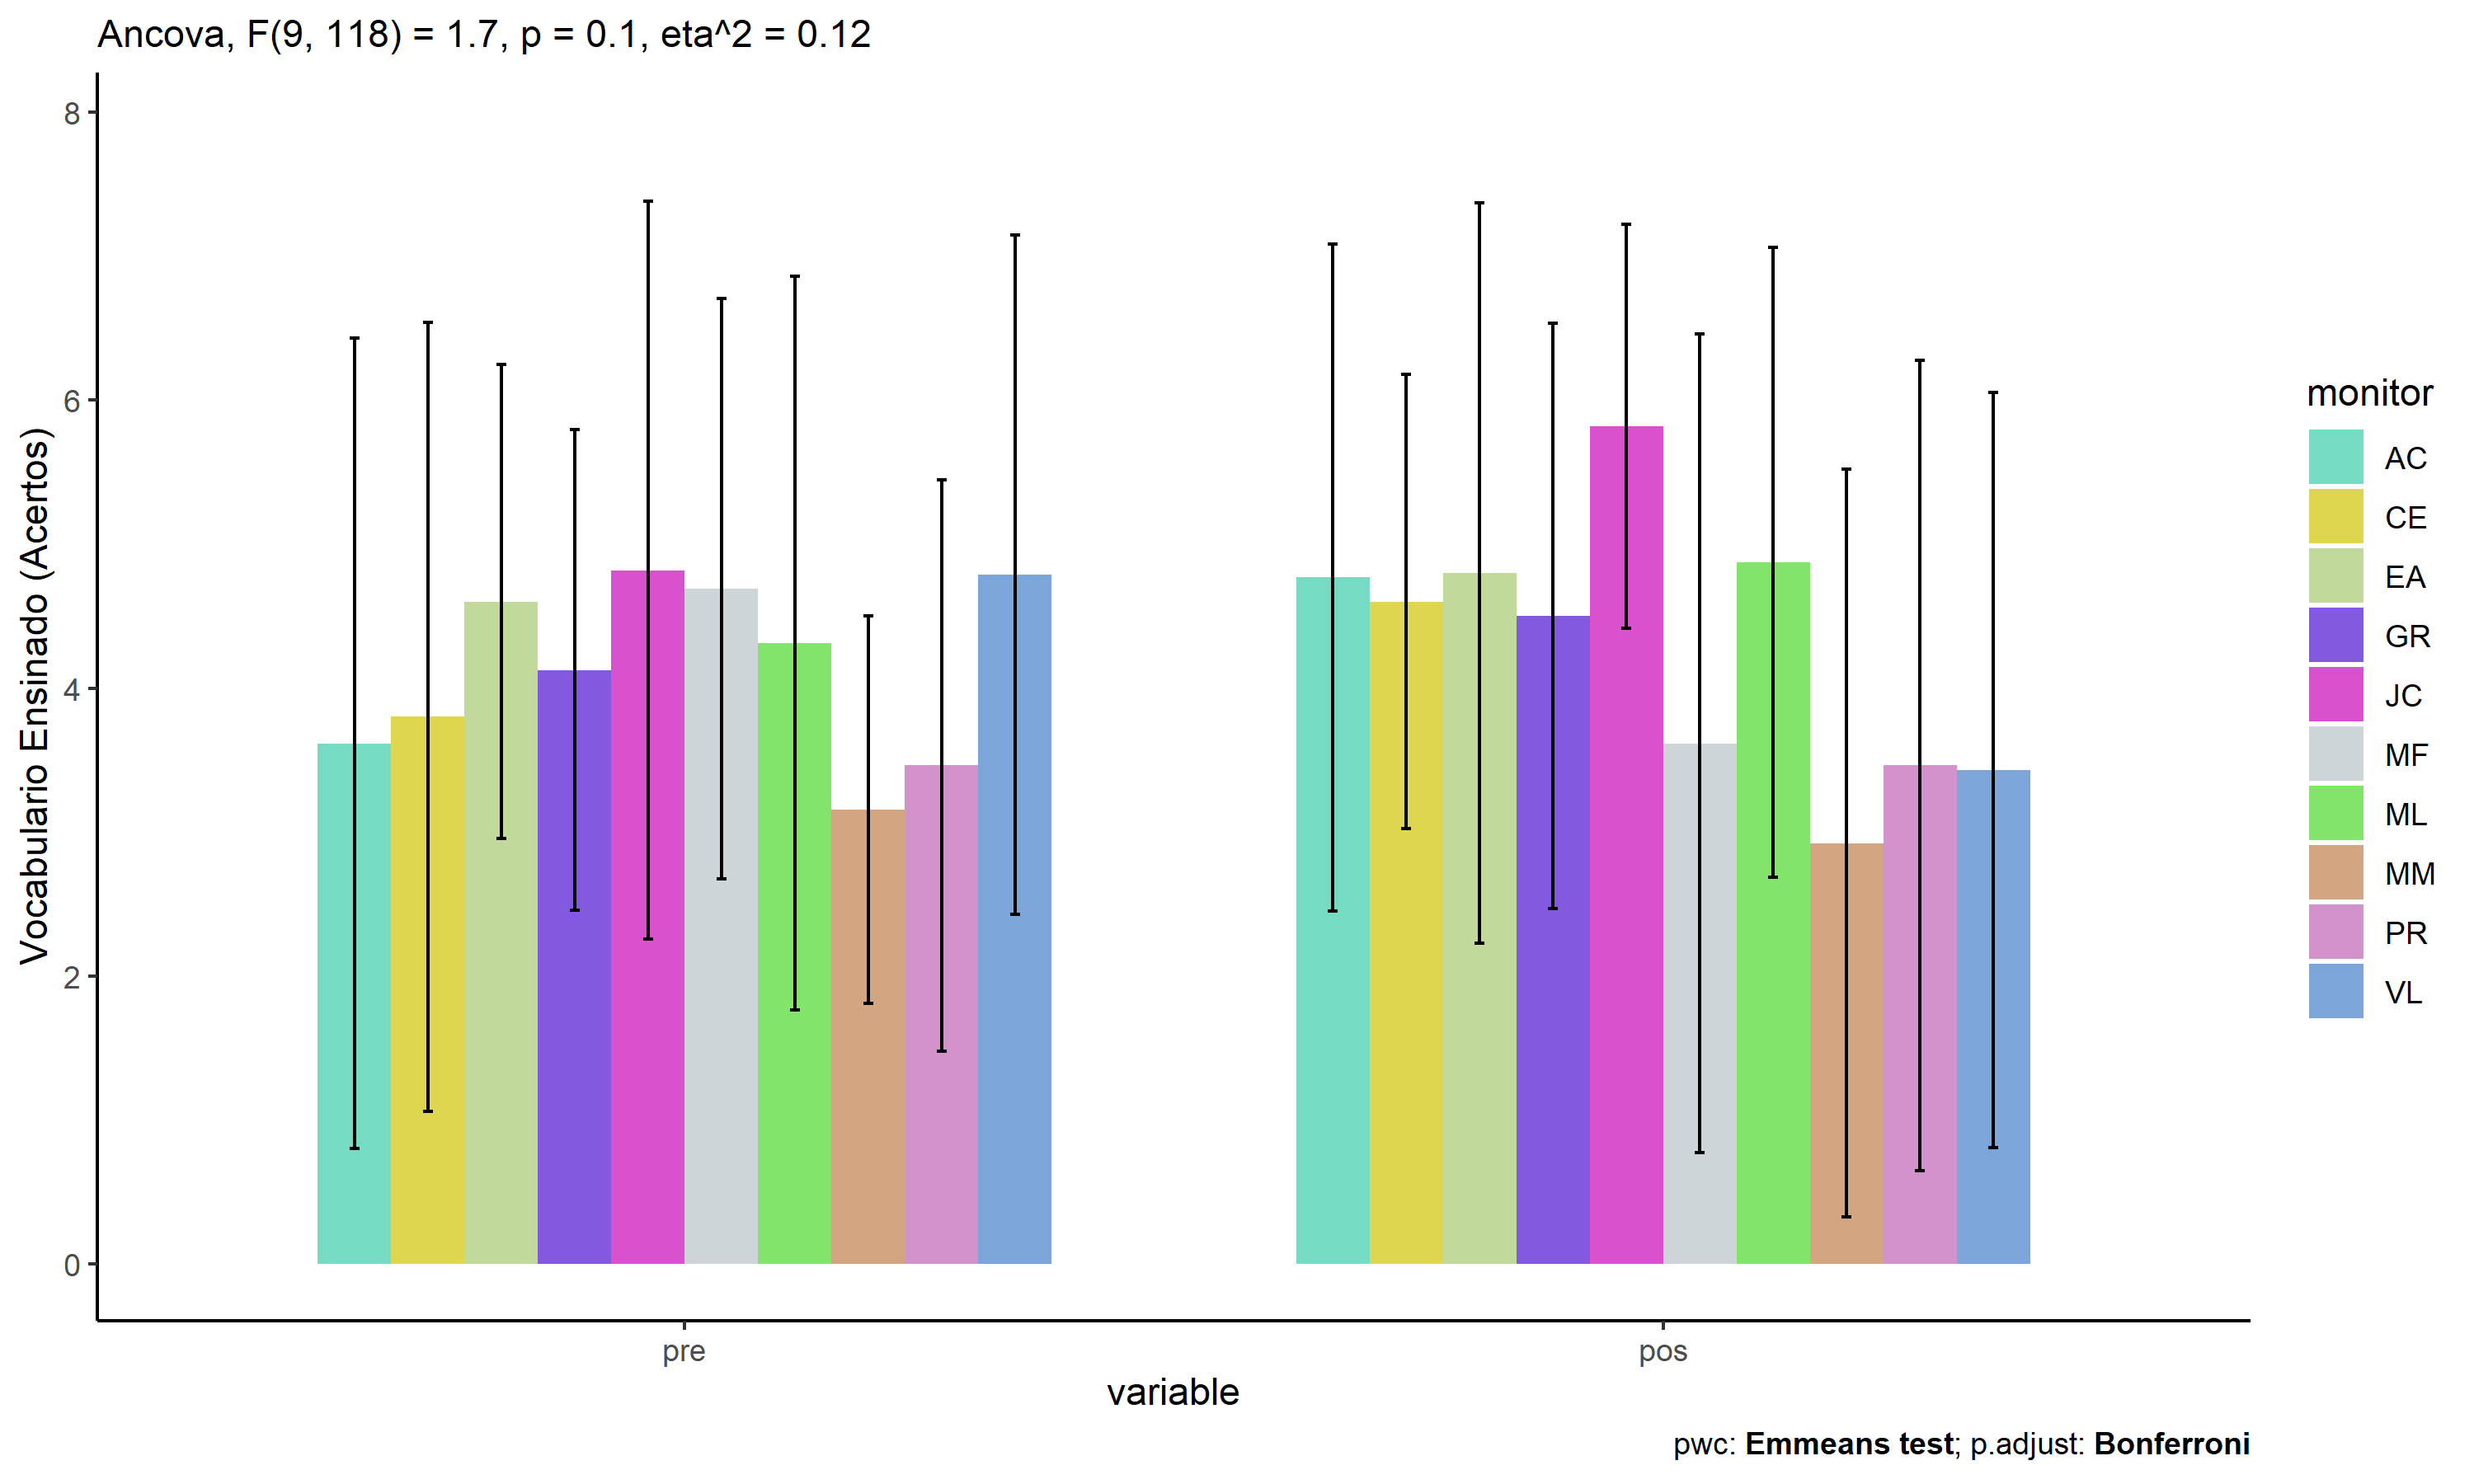 Ancova, F(9, 118) = 1.7, p = 0.1, eta^2 = 0.12
Vocabulario Ensinado (Acertos)
8
6
4
2
0
pre
pos
variable
monitor
AC
CE
EA
GR
JC
MF
ML
MM
PR
VL
pwc: Emmeans test; p.adjust: Bonferroni